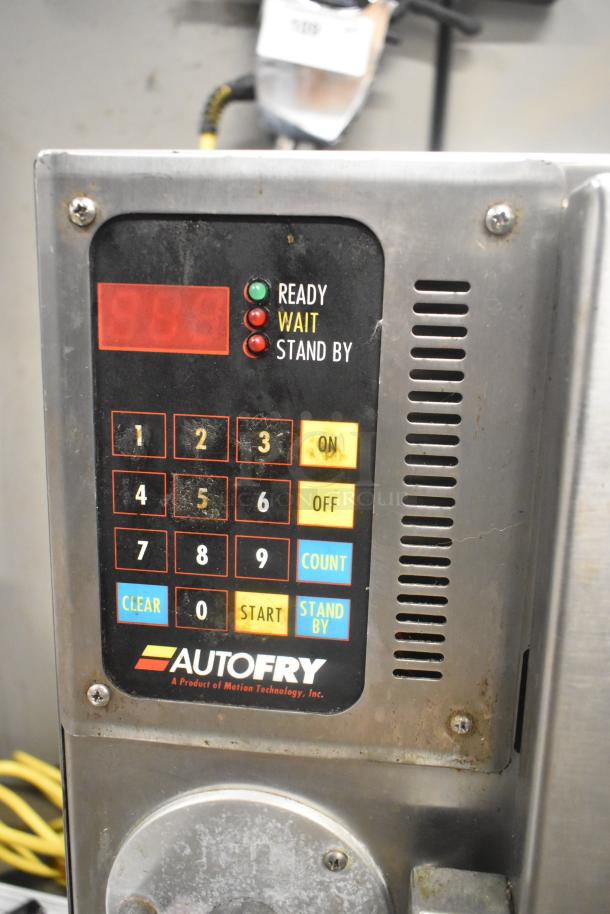 READY
WAIT
STAND BY
1 2 3 ON
4 5 6 OFF
7 8 9 COUNT
CLEAR 0 START STAND BY
AUTOFRY
A Product of Motion Technology, Inc.